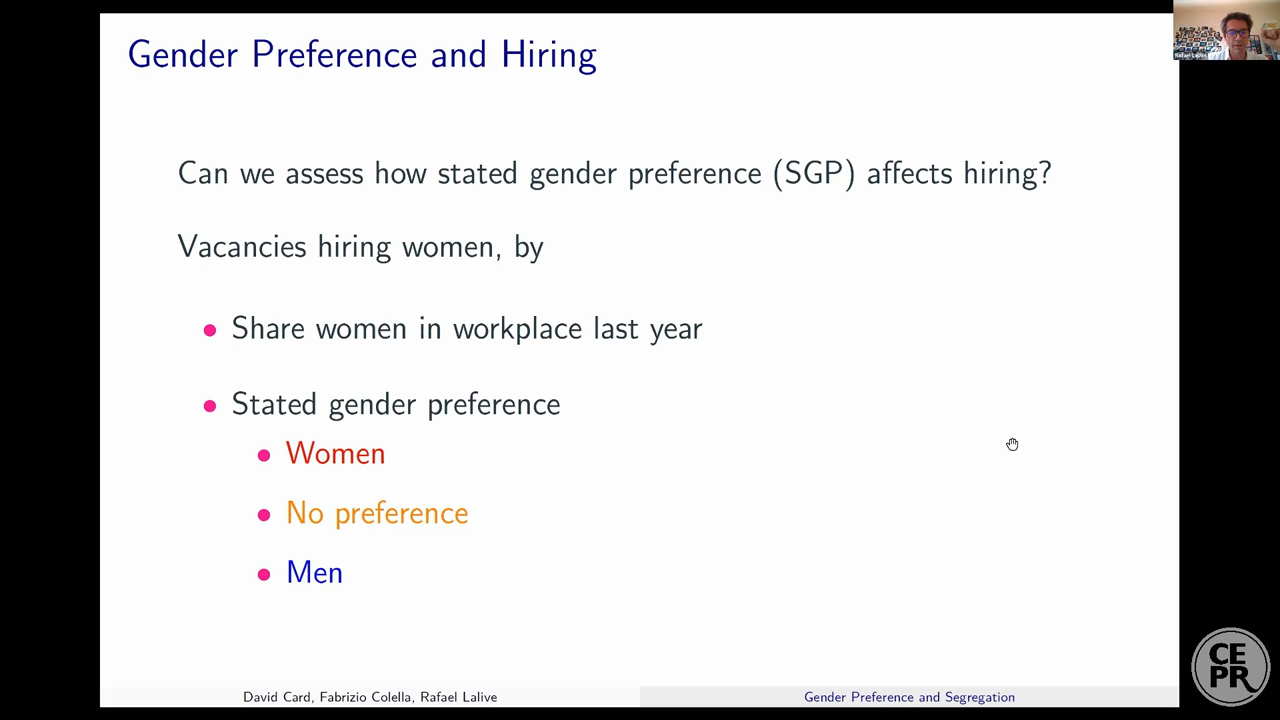 Gender Preference and Hiring
Can we assess how stated gender preference (SGP) affects hiring?
Vacancies hiring women, by
Share women in workplace last year
Stated gender preference
Women
No preference
Men
David Card, Fabrizio Colella, Rafael Lalive
Gender Preference and Segregation
Rafael Lalive
CE
PR